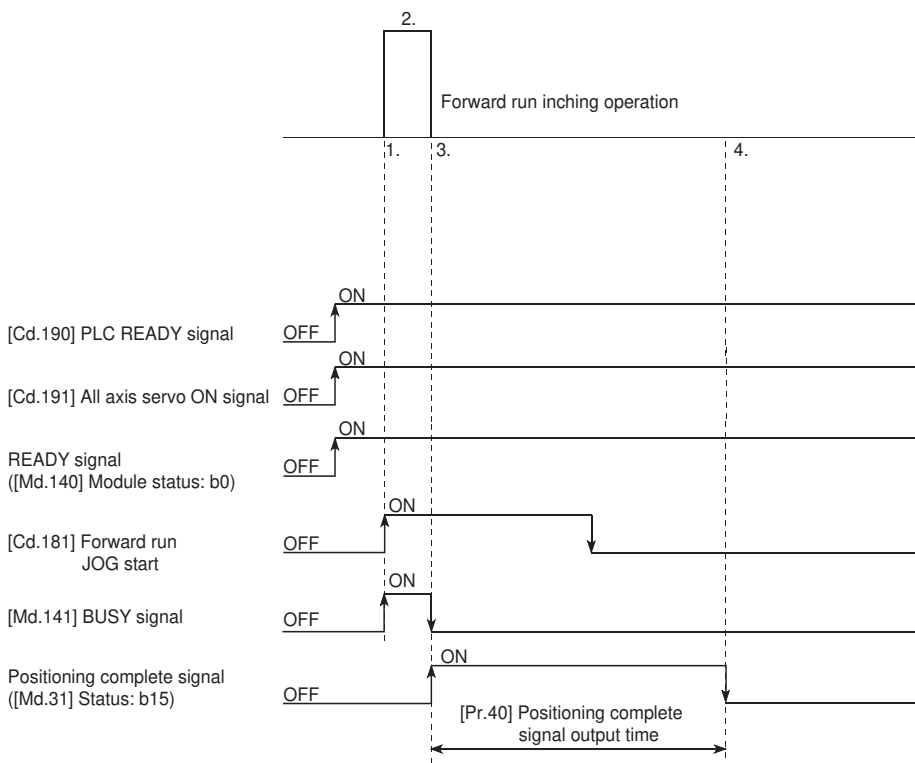 2.
Forward run inching operation
1.
3.
4.
ON
[Cd.190] PLC READY signal
OFF
ON
[Cd.191] All axis servo ON signal
OFF
ON
READY signal
([Md.140] Module status: b0)
OFF
ON
[Cd.181] Forward run
JOG start
OFF
ON
[Md.141] BUSY signal
OFF
ON
Positioning complete signal
([Md.31] Status: b15)
OFF
[Pr.40] Positioning complete
signal output time